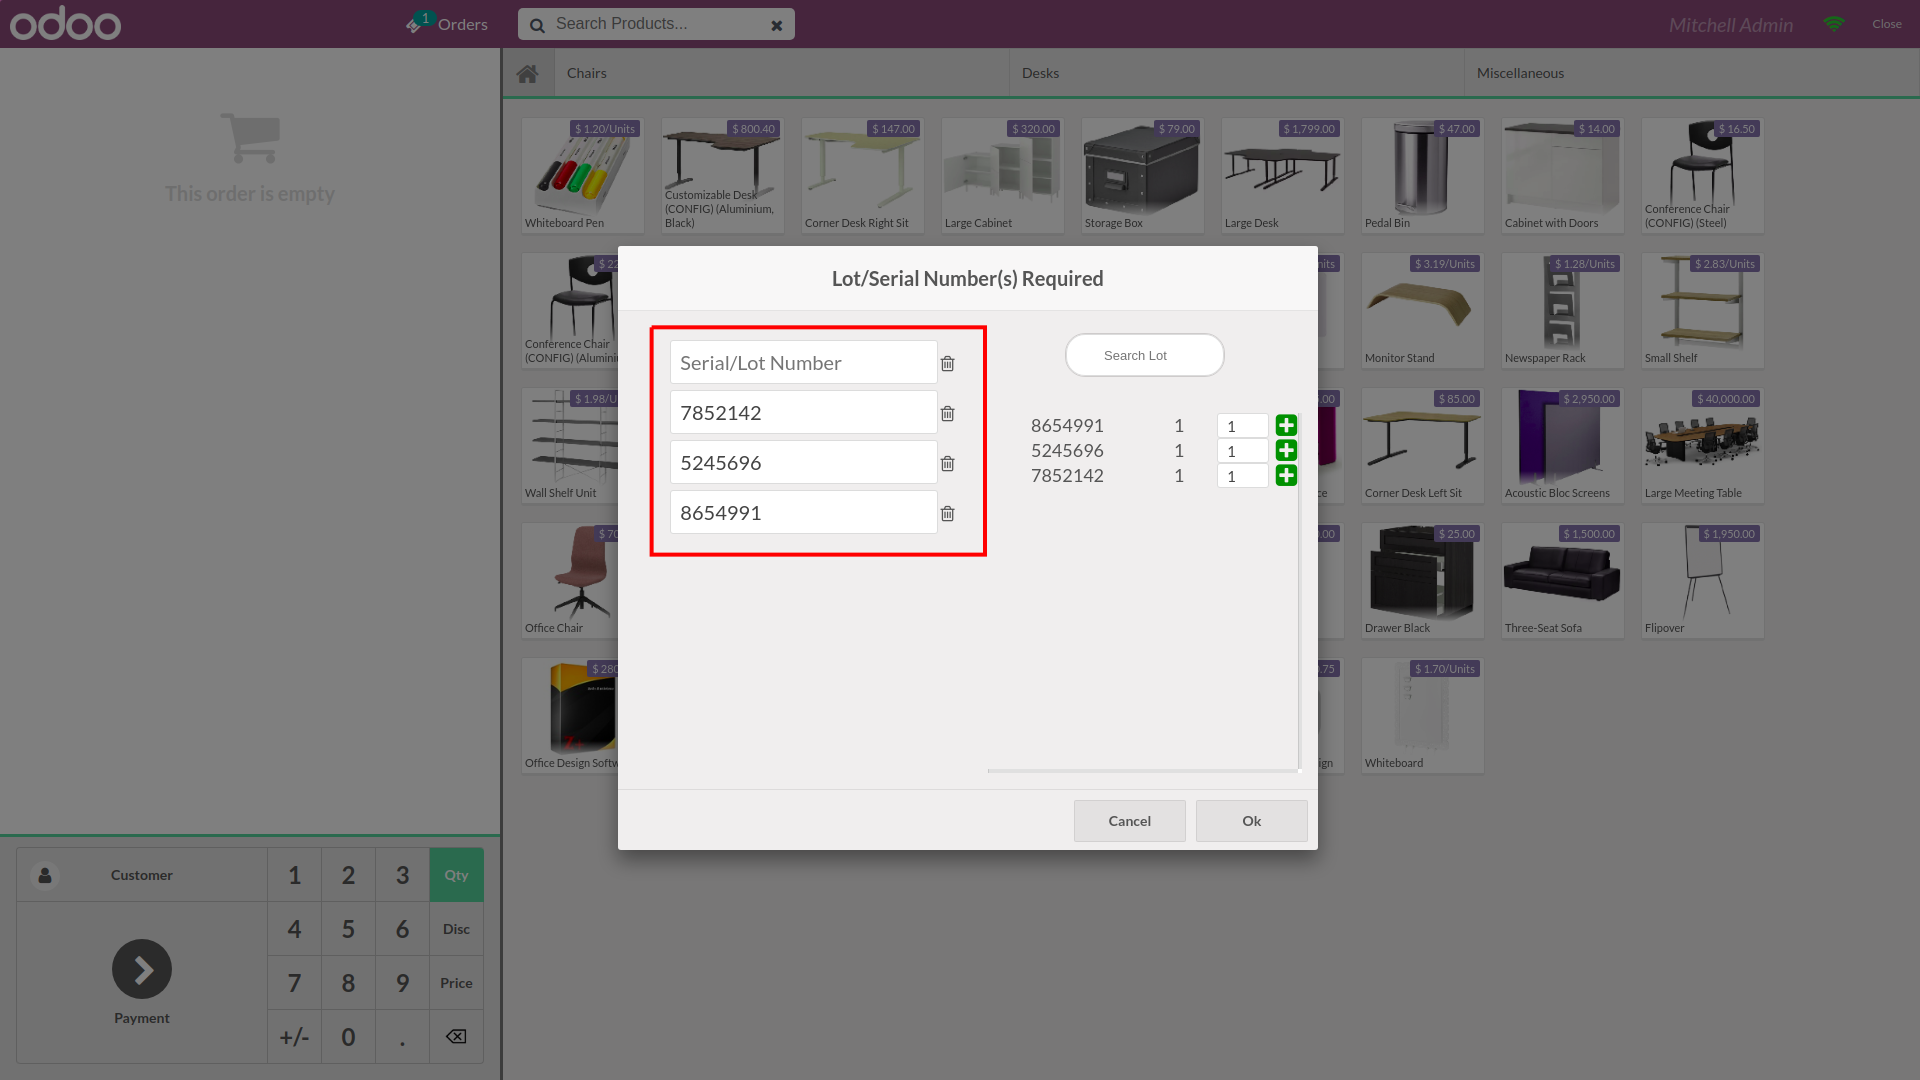 odoo
1
Orders
Search Products...
Mitchell Admin
Close
Chairs
Desks
Miscellaneous
This order is empty
$ 1.20/Units
Whiteboard Pen
$ 800.40
Customizable Desk
(CONFIG) (Aluminium,
Black)
$ 147.00
Corner Desk Right Sit
$ 320.00
Large Cabinet
$ 79.00
Storage Box
$ 1,799.00
Large Desk
$ 47.00
Pedal Bin
$ 14.00
Cabinet with Doors
$ 16.50
Conference Chair
(CONFIG) (Steel)
$ 22
Conference Chair
(CONFIG) (Alumini
nits
$ 3.19/Units
Monitor Stand
$ 1.28/Units
Newspaper Rack
$ 2.83/Units
Small Shelf
$ 1.98/U
Wall Shelf Unit
.00
ce
$ 85.00
Corner Desk Left Sit
$ 2,950.00
Acoustic Bloc Screens
$ 40,000.00
Large Meeting Table
$ 70
Office Chair
.00
$ 25.00
Drawer Black
$ 1,500.00
Three-Seat Sofa
$ 1,950.00
Flipover
$ 280
Office Design Softw
.75
ign
$ 1.70/Units
Whiteboard
Lot/Serial Number(s) Required
Serial/Lot Number
7852142
5245696
8654991
Search Lot
8654991 1 1
5245696 1 1
7852142 1 1
Cancel
Ok
Customer
1 2 3 Qty
4 5 6 Disc
7 8 9 Price
+/- 0 .
Payment